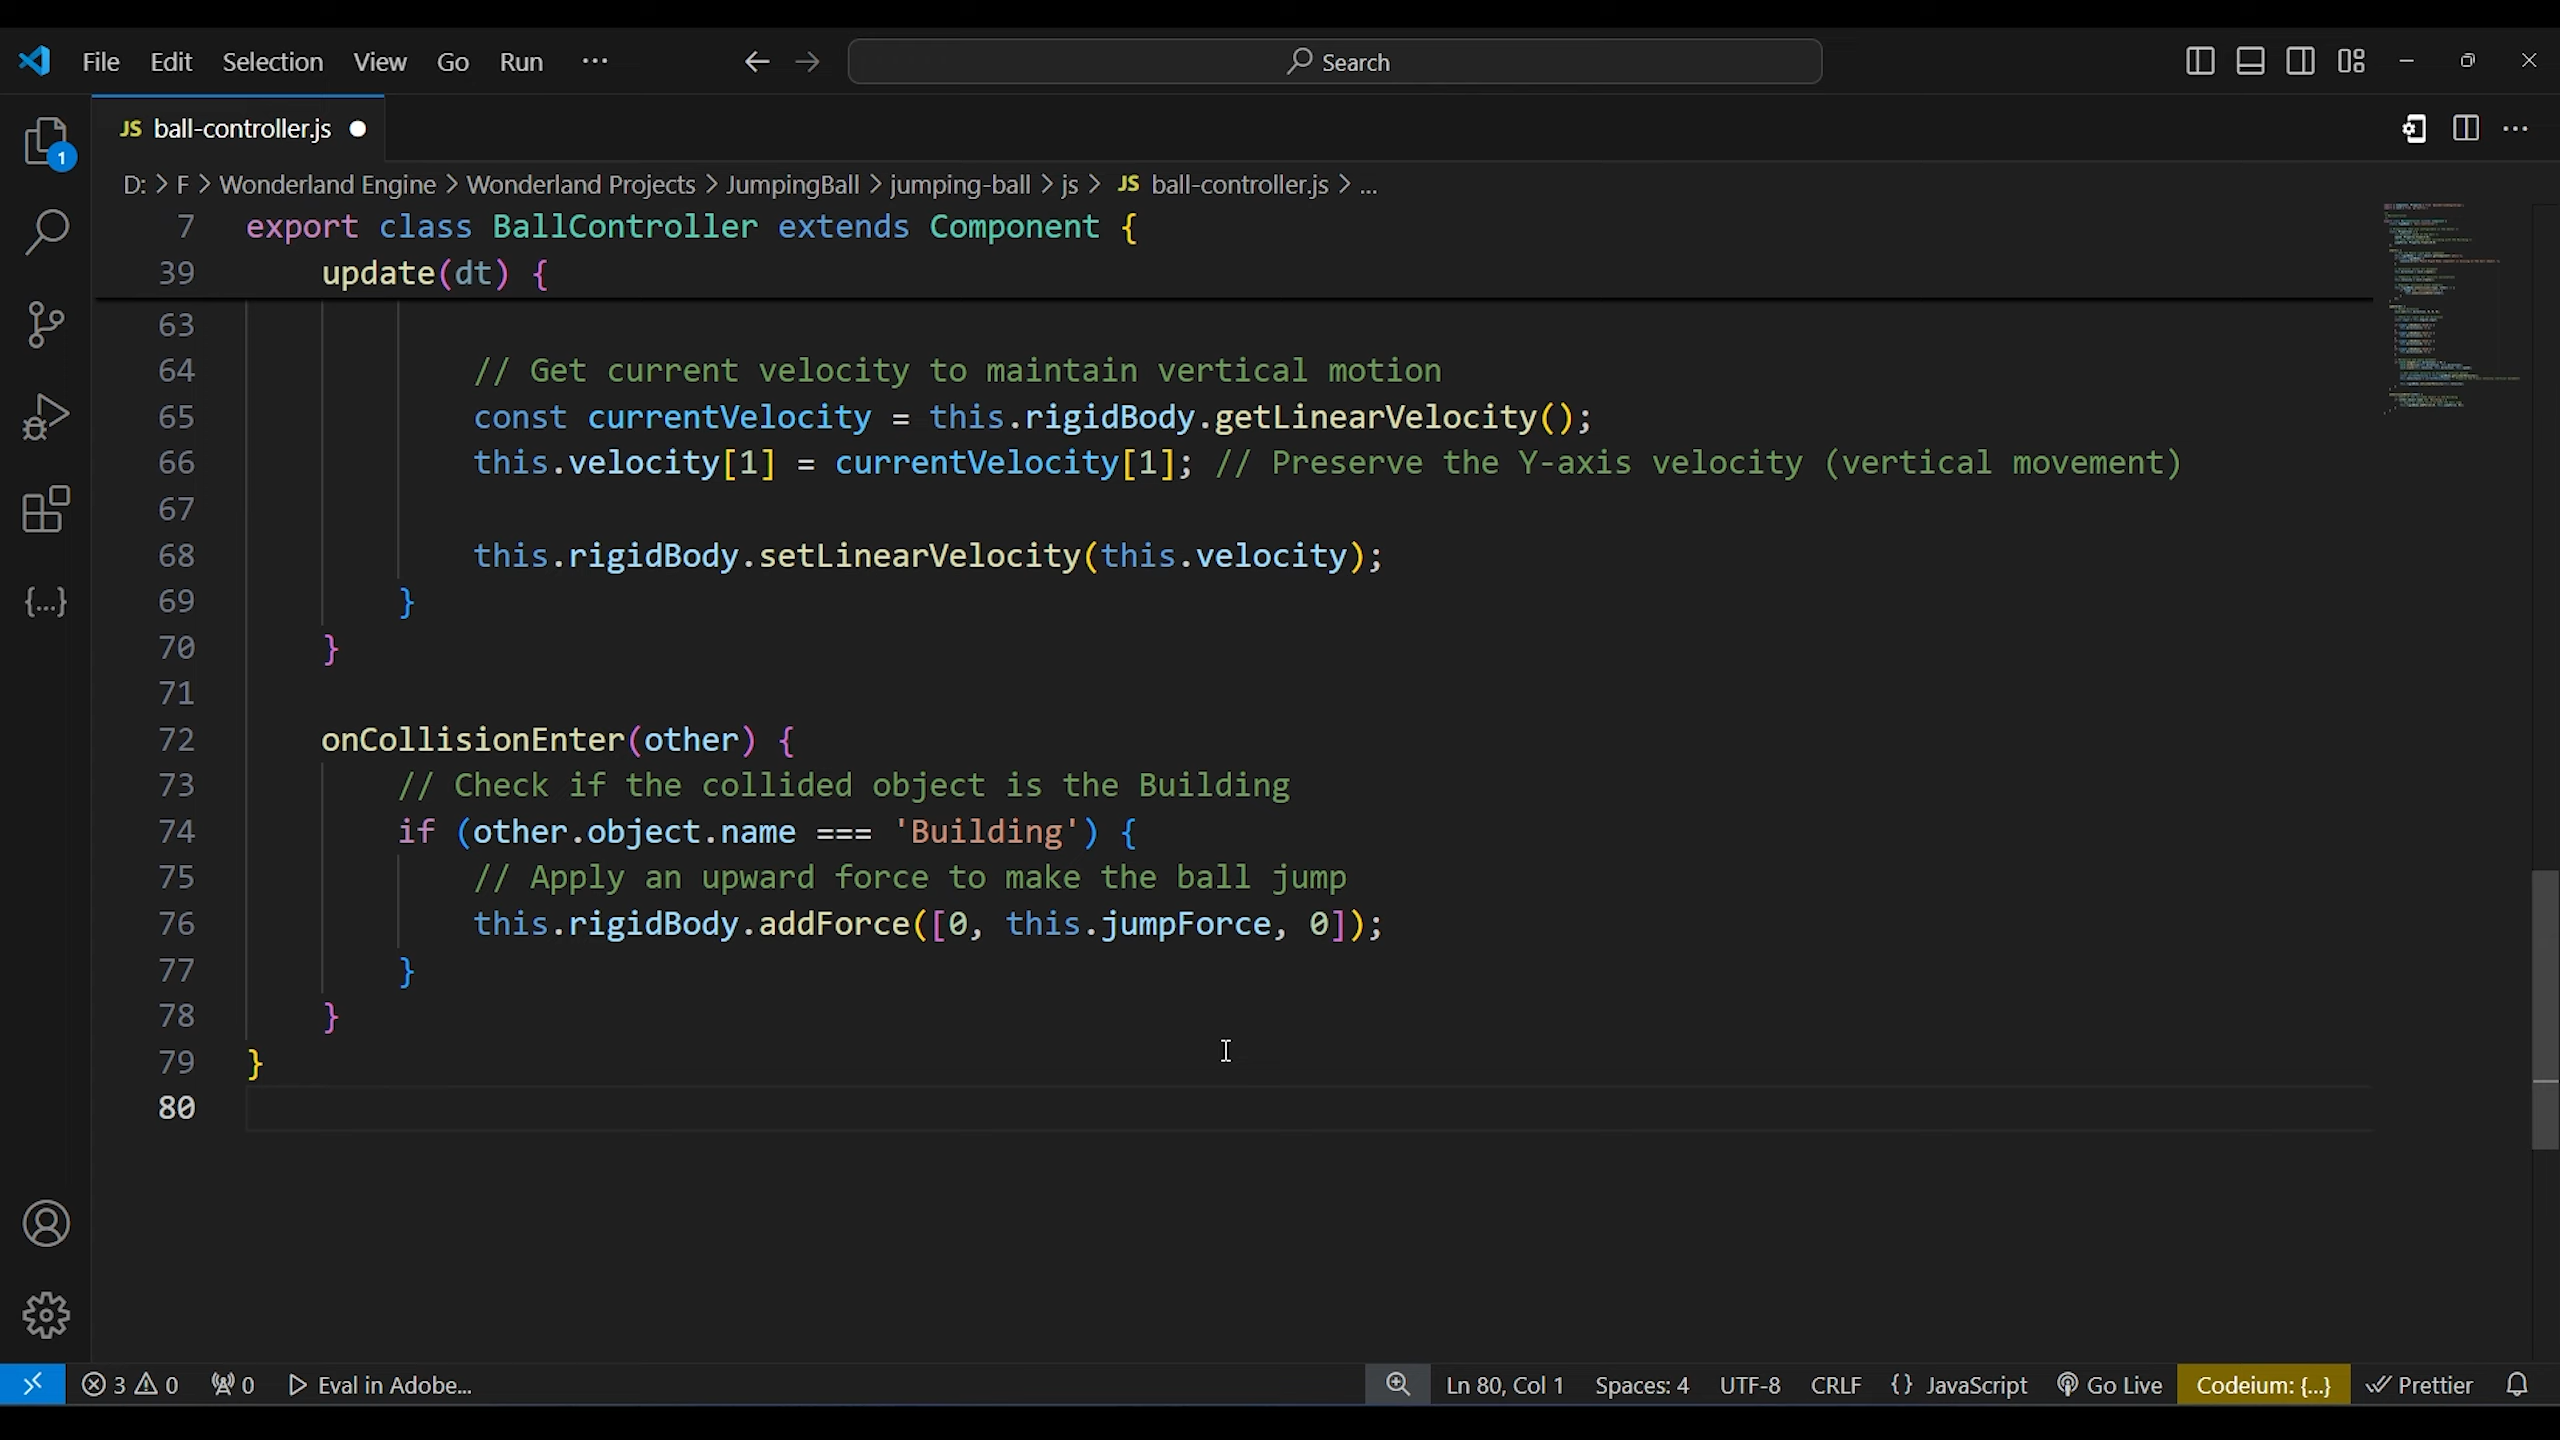 File Edit Selection View Go Run ··· Search
JS ball-controller.js
1
D: > F > Wonderland Engine > Wonderland Projects > JumpingBall > jumping-ball > js > JS ball-controller.js > ...
7 export class BallController extends Component {
39 update(dt) {
63
64 // Get current velocity to maintain vertical motion
65 const currentVelocity = this.rigidBody.getLinearVelocity();
66 this.velocity[1] = currentVelocity[1]; // Preserve the Y-axis velocity (vertical movement)
67
68 this.rigidBody.setLinearVelocity(this.velocity);
69 }
70 }
71
72 onCollisionEnter(other) {
73 // Check if the collided object is the Building
74 if (other.object.name === 'Building') {
75 // Apply an upward force to make the ball jump
76 this.rigidBody.addForce([0, this.jumpForce, 0]);
77 }
78 }
79 }
80
3 0 0 Eval in Adobe... Ln 80, Col 1 Spaces: 4 UTF-8 CRLF {} JavaScript Go Live Codeium: {...} Prettier